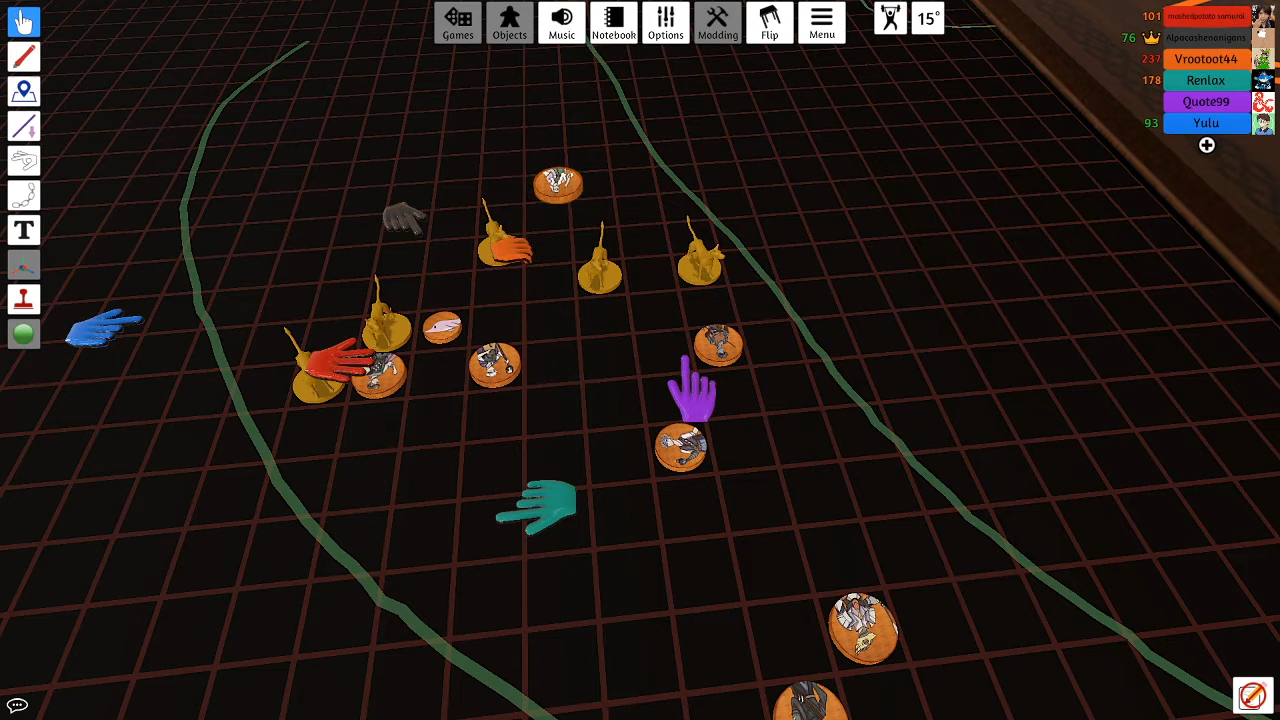 Games
Objects
Music
Notebook
Options
Modding
Flip
Menu
15°
101 mashedpotato samurai
76 Alpacashenanigans
237 Vrootoot44
178 Renlax
Quote99
93 Yulu
T